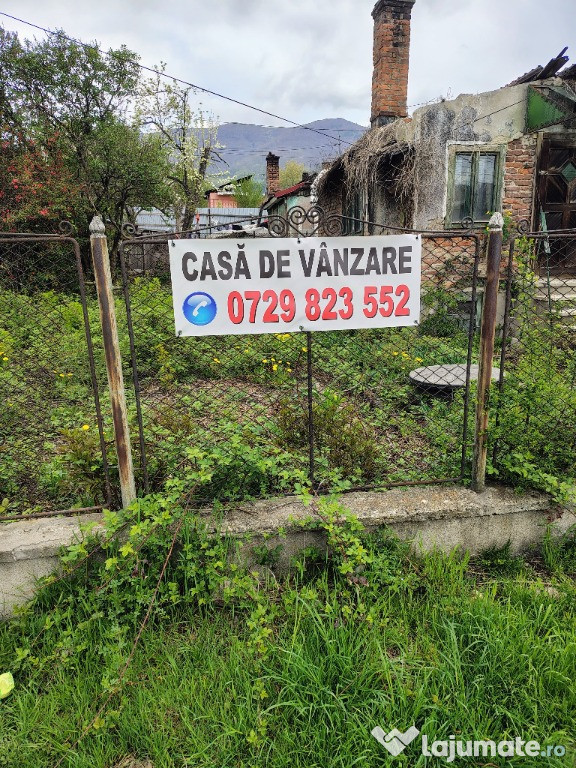 CASĂ DE VÂNZARE
0729 823 552
lajumate.ro